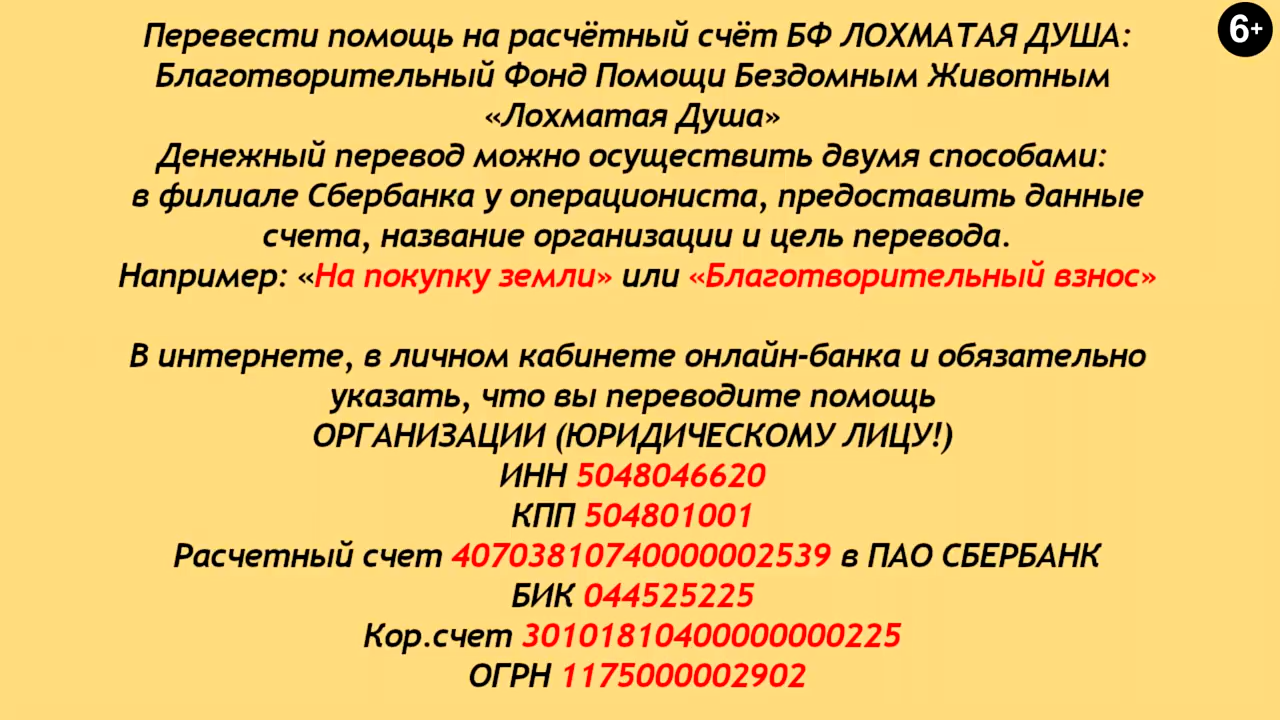 Перевести помощь на расчётный счёт БФ ЛОХМАТАЯ ДУША:
6+
Благотворительный Фонд Помощи Бездомным Животным
«Лохматая Душа»
Денежный перевод можно осуществить двумя способами:
в филиале Сбербанка у операциониста, предоставить данные
счета, название организации и цель перевода.
Например: «На покупку земли» или «Благотворительный взнос»
В интернете, в личном кабинете онлайн-банка и обязательно
указать, что вы переводите помощь
ОРГАНИЗАЦИИ (ЮРИДИЧЕСКОМУ ЛИЦУ!)
ИНН 5048046620
КПП 504801001
Расчетный счет 40703810740000002539 в ПАО СБЕРБАНК
БИК 044525225
Кор.счет 30101810400000000225
ОГРН 1175000002902